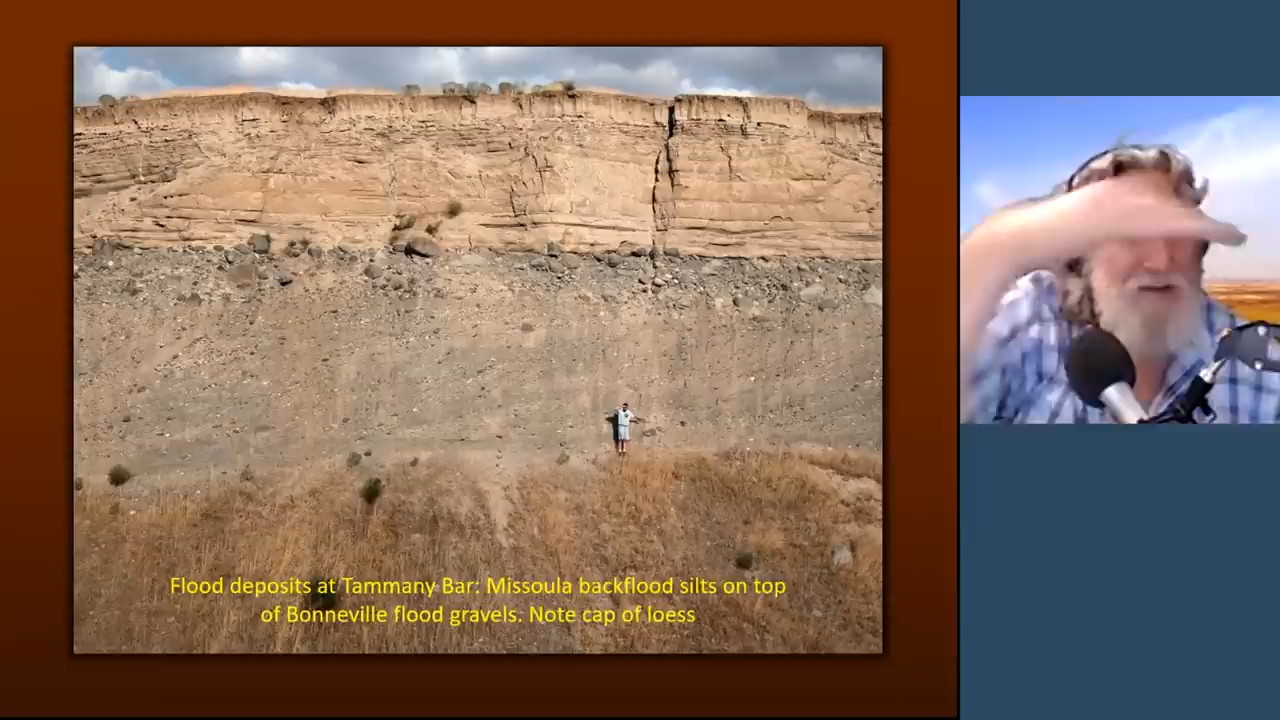 Flood deposits at Tammany Bar: Missoula backflood silts on top
of Bonneville flood gravels. Note cap of loess